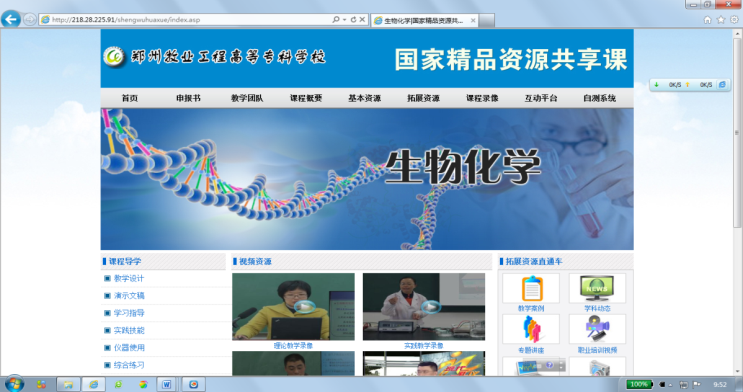 http://218.28.225.91/shengwuhuaxue/index.asp
生物化学|国家精品资源共...
郑州牧业工程高等专科学校
国家精品资源共享课
0K/S 0K/S
首页 申报书 教学团队 课程概要 基本资源 拓展资源 课程录像 互动平台 自测系统
生物化学
课程导学
教学设计
演示文稿
学习指导
实践技能
仪器使用
综合练习
视频资源
理论教学录像
实践教学录像
拓展资源直通车
教学案例
NEWS
学科动态
专题讲座
职业培训视频
100%
9:52